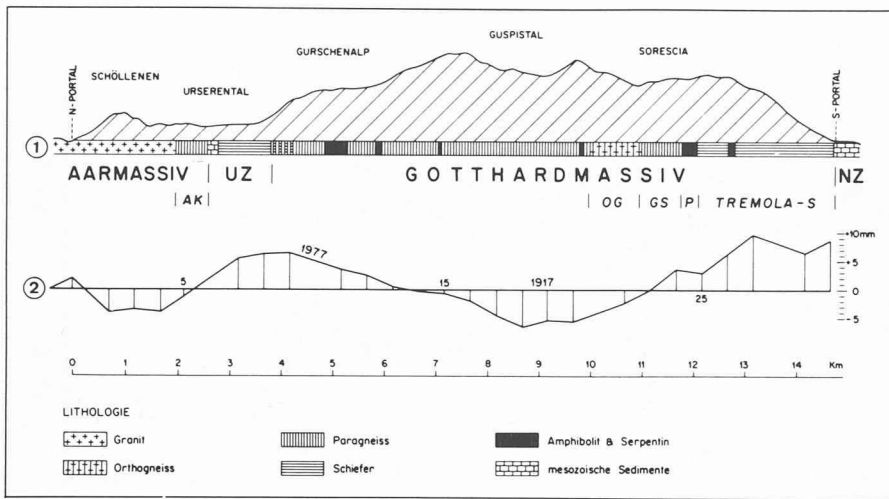 GUSPISTAL
GURSCHENALP
SORESCIA
SCHÖLLENEN
URSERENTAL
N-PORTAL
S-PORTAL
1
AARMASSIV
UZ
GOTTHARDMASSIV
NZ
AK
OG
GS
P
TREMOLA-S
2
1977
5
15
1917
25
+10mm
+5
0
-5
0 1 2 3 4 5 6 7 8 9 10 11 12 13 14 Km
LITHOLOGIE
Granit
Paragneiss
Amphibolit & Serpentin
Orthogneiss
Schiefer
mesozoische Sedimente